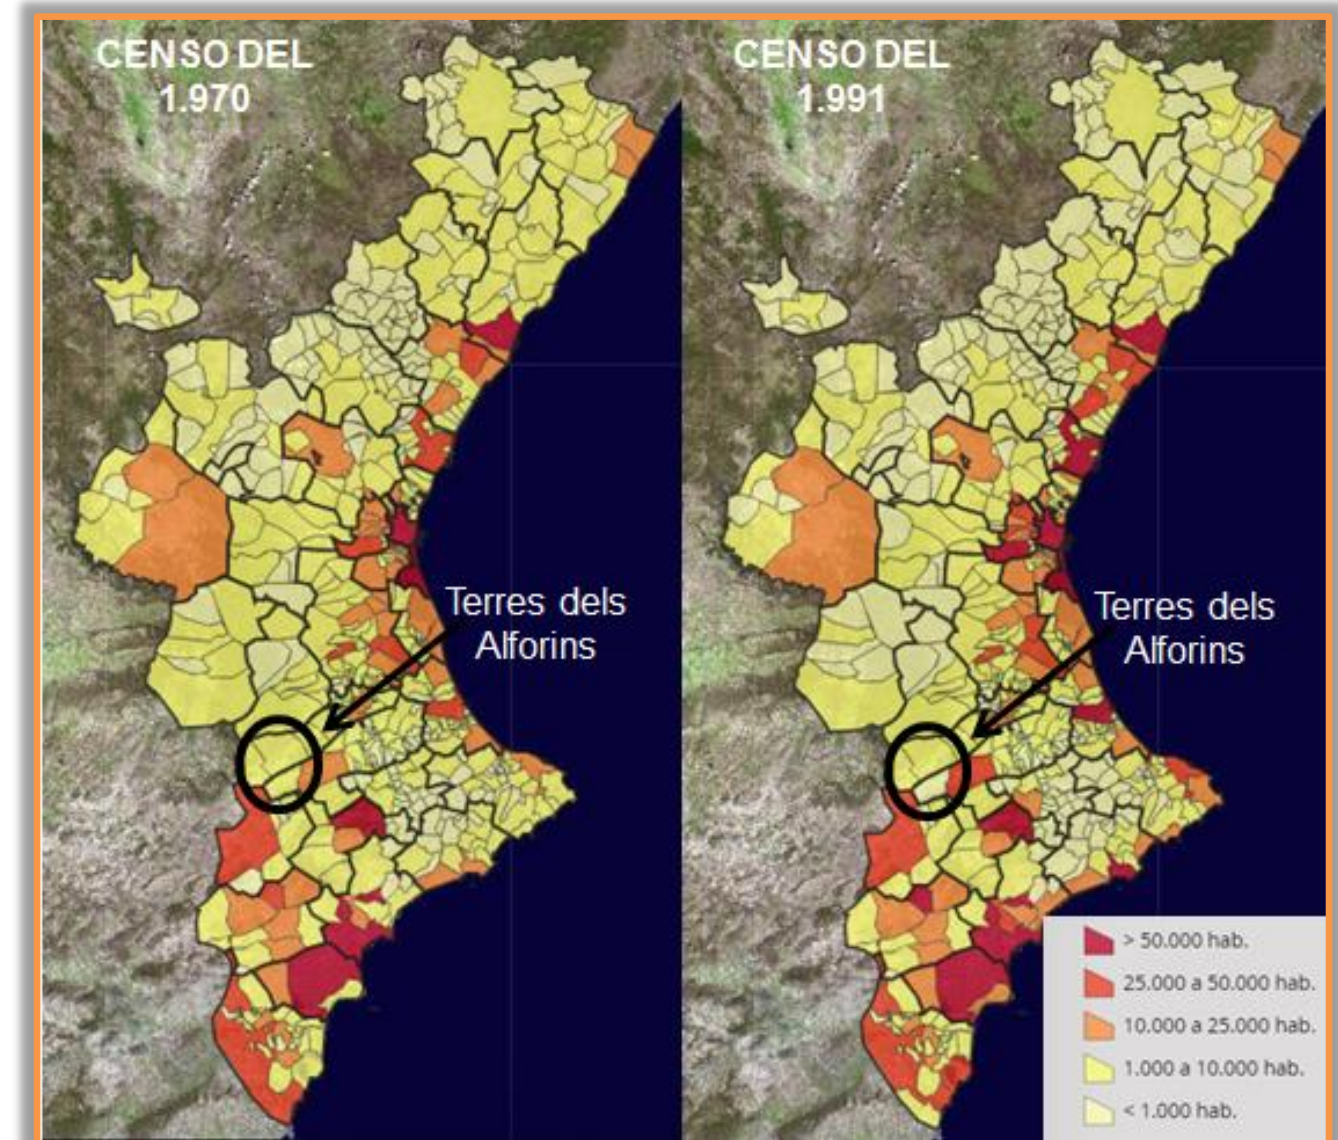 CENSO DEL
1.970
CENSO DEL
1.991
Terres dels
Alforins
Terres dels
Alforins
> 50.000 hab.
25.000 a 50.000 hab.
10.000 a 25.000 hab.
1.000 a 10.000 hab.
< 1.000 hab.